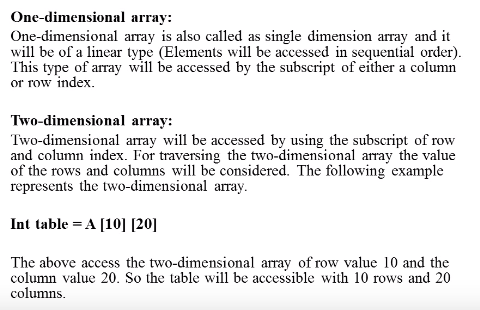 One-dimensional array:
One-dimensional array is also called as single dimension array and it
will be of a linear type (Elements will be accessed in sequential order).
This type of array will be accessed by the subscript of either a column
or row index.
Two-dimensional array:
Two-dimensional array will be accessed by using the subscript of row
and column index. For traversing the two-dimensional array the value
of the rows and columns will be considered. The following example
represents the two-dimensional array.
Int table = A [10] [20]
The above access the two-dimensional array of row value 10 and the
column value 20. So the table will be accessible with 10 rows and 20
columns.